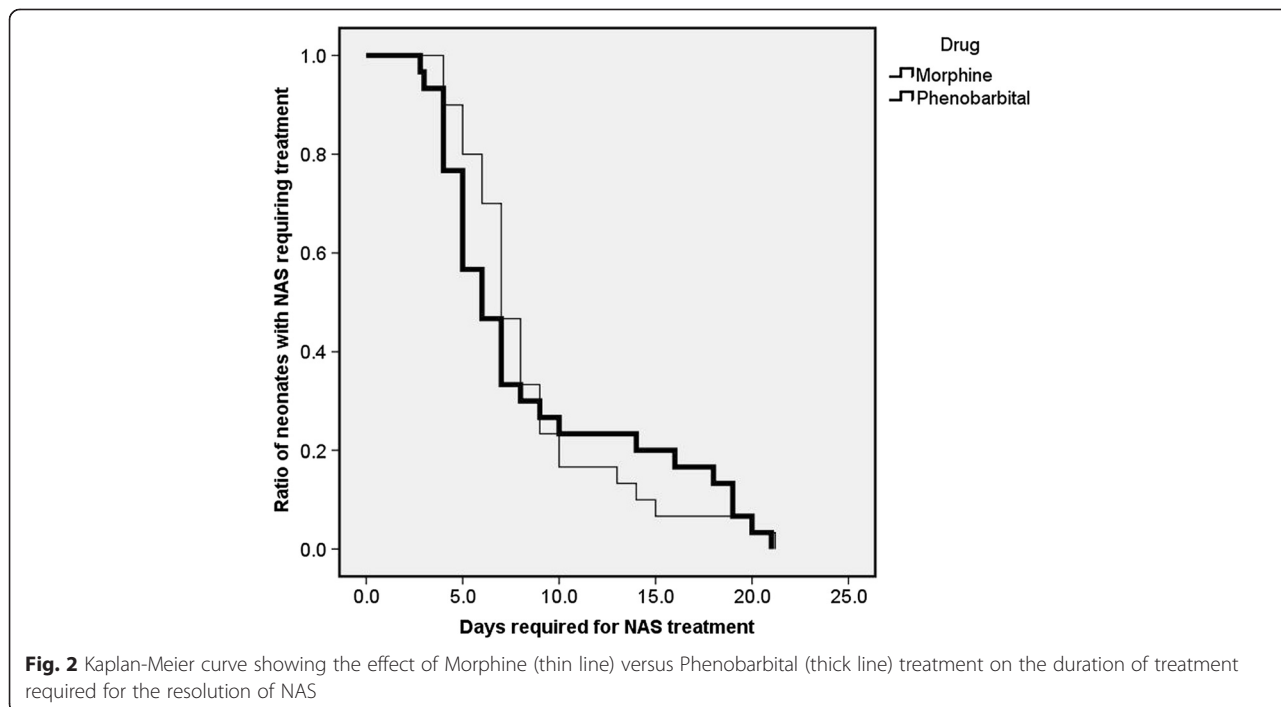 Drug
Morphine
Phenobarbital
Ratio of neonates with NAS requiring treatment
1.0
0.8
0.6
0.4
0.2
0.0
0.0 5.0 10.0 15.0 20.0 25.0
Days required for NAS treatment
Fig. 2 Kaplan-Meier curve showing the effect of Morphine (thin line) versus Phenobarbital (thick line) treatment on the duration of treatment
required for the resolution of NAS